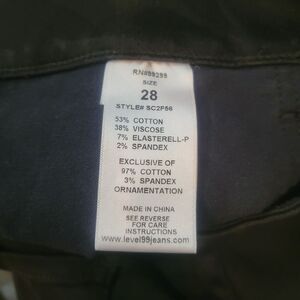 RN#99299
SIZE
28
STYLE# SC2P56
53% COTTON
38% VISCOSE
7% ELASTERELL-P
2% SPANDEX
EXCLUSIVE OF
97% COTTON
3% SPANDEX
ORNAMENTATION
MADE IN CHINA
SEE REVERSE
FOR CARE
INSTRUCTIONS
www.level99jeans.com